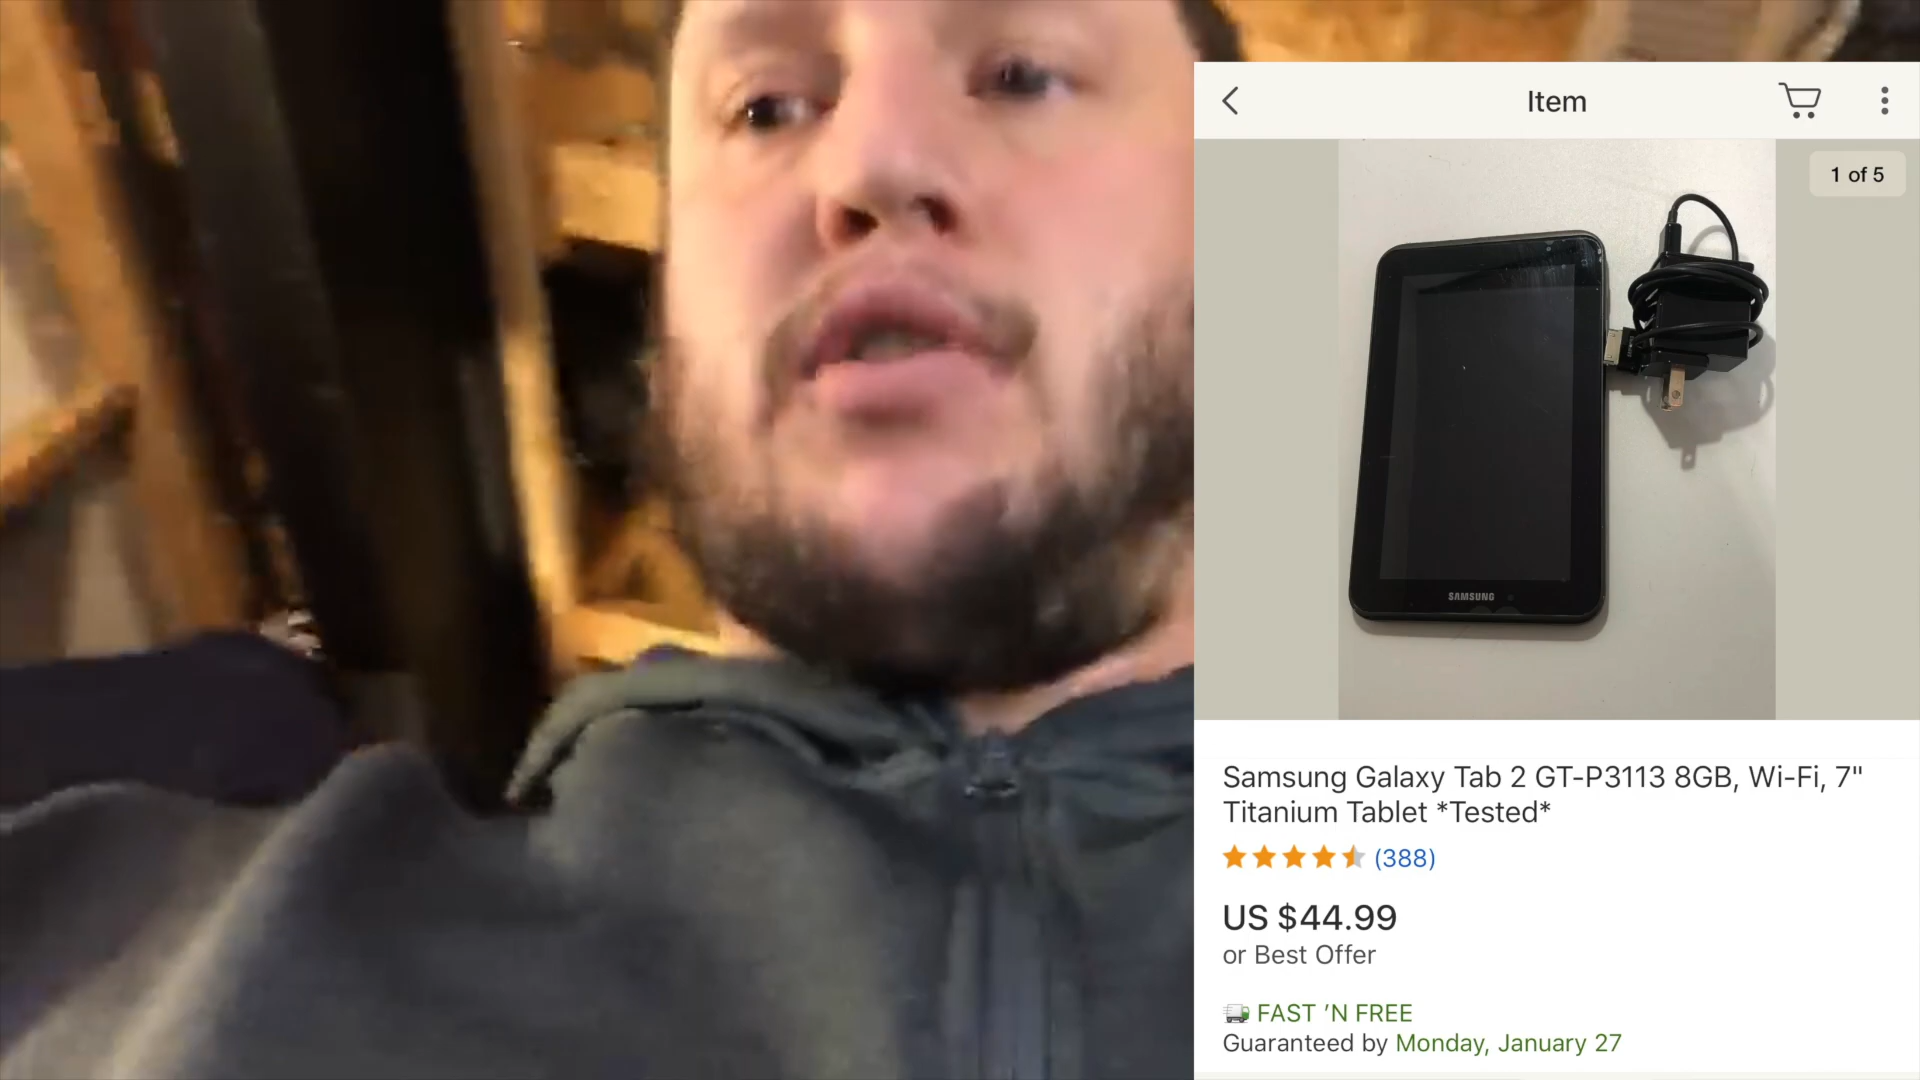 Item
1 of 5
SAMSUNG
Samsung Galaxy Tab 2 GT-P3113 8GB, Wi-Fi, 7"
Titanium Tablet *Tested*
(388)
US $44.99
or Best Offer
FAST 'N FREE
Guaranteed by Monday, January 27